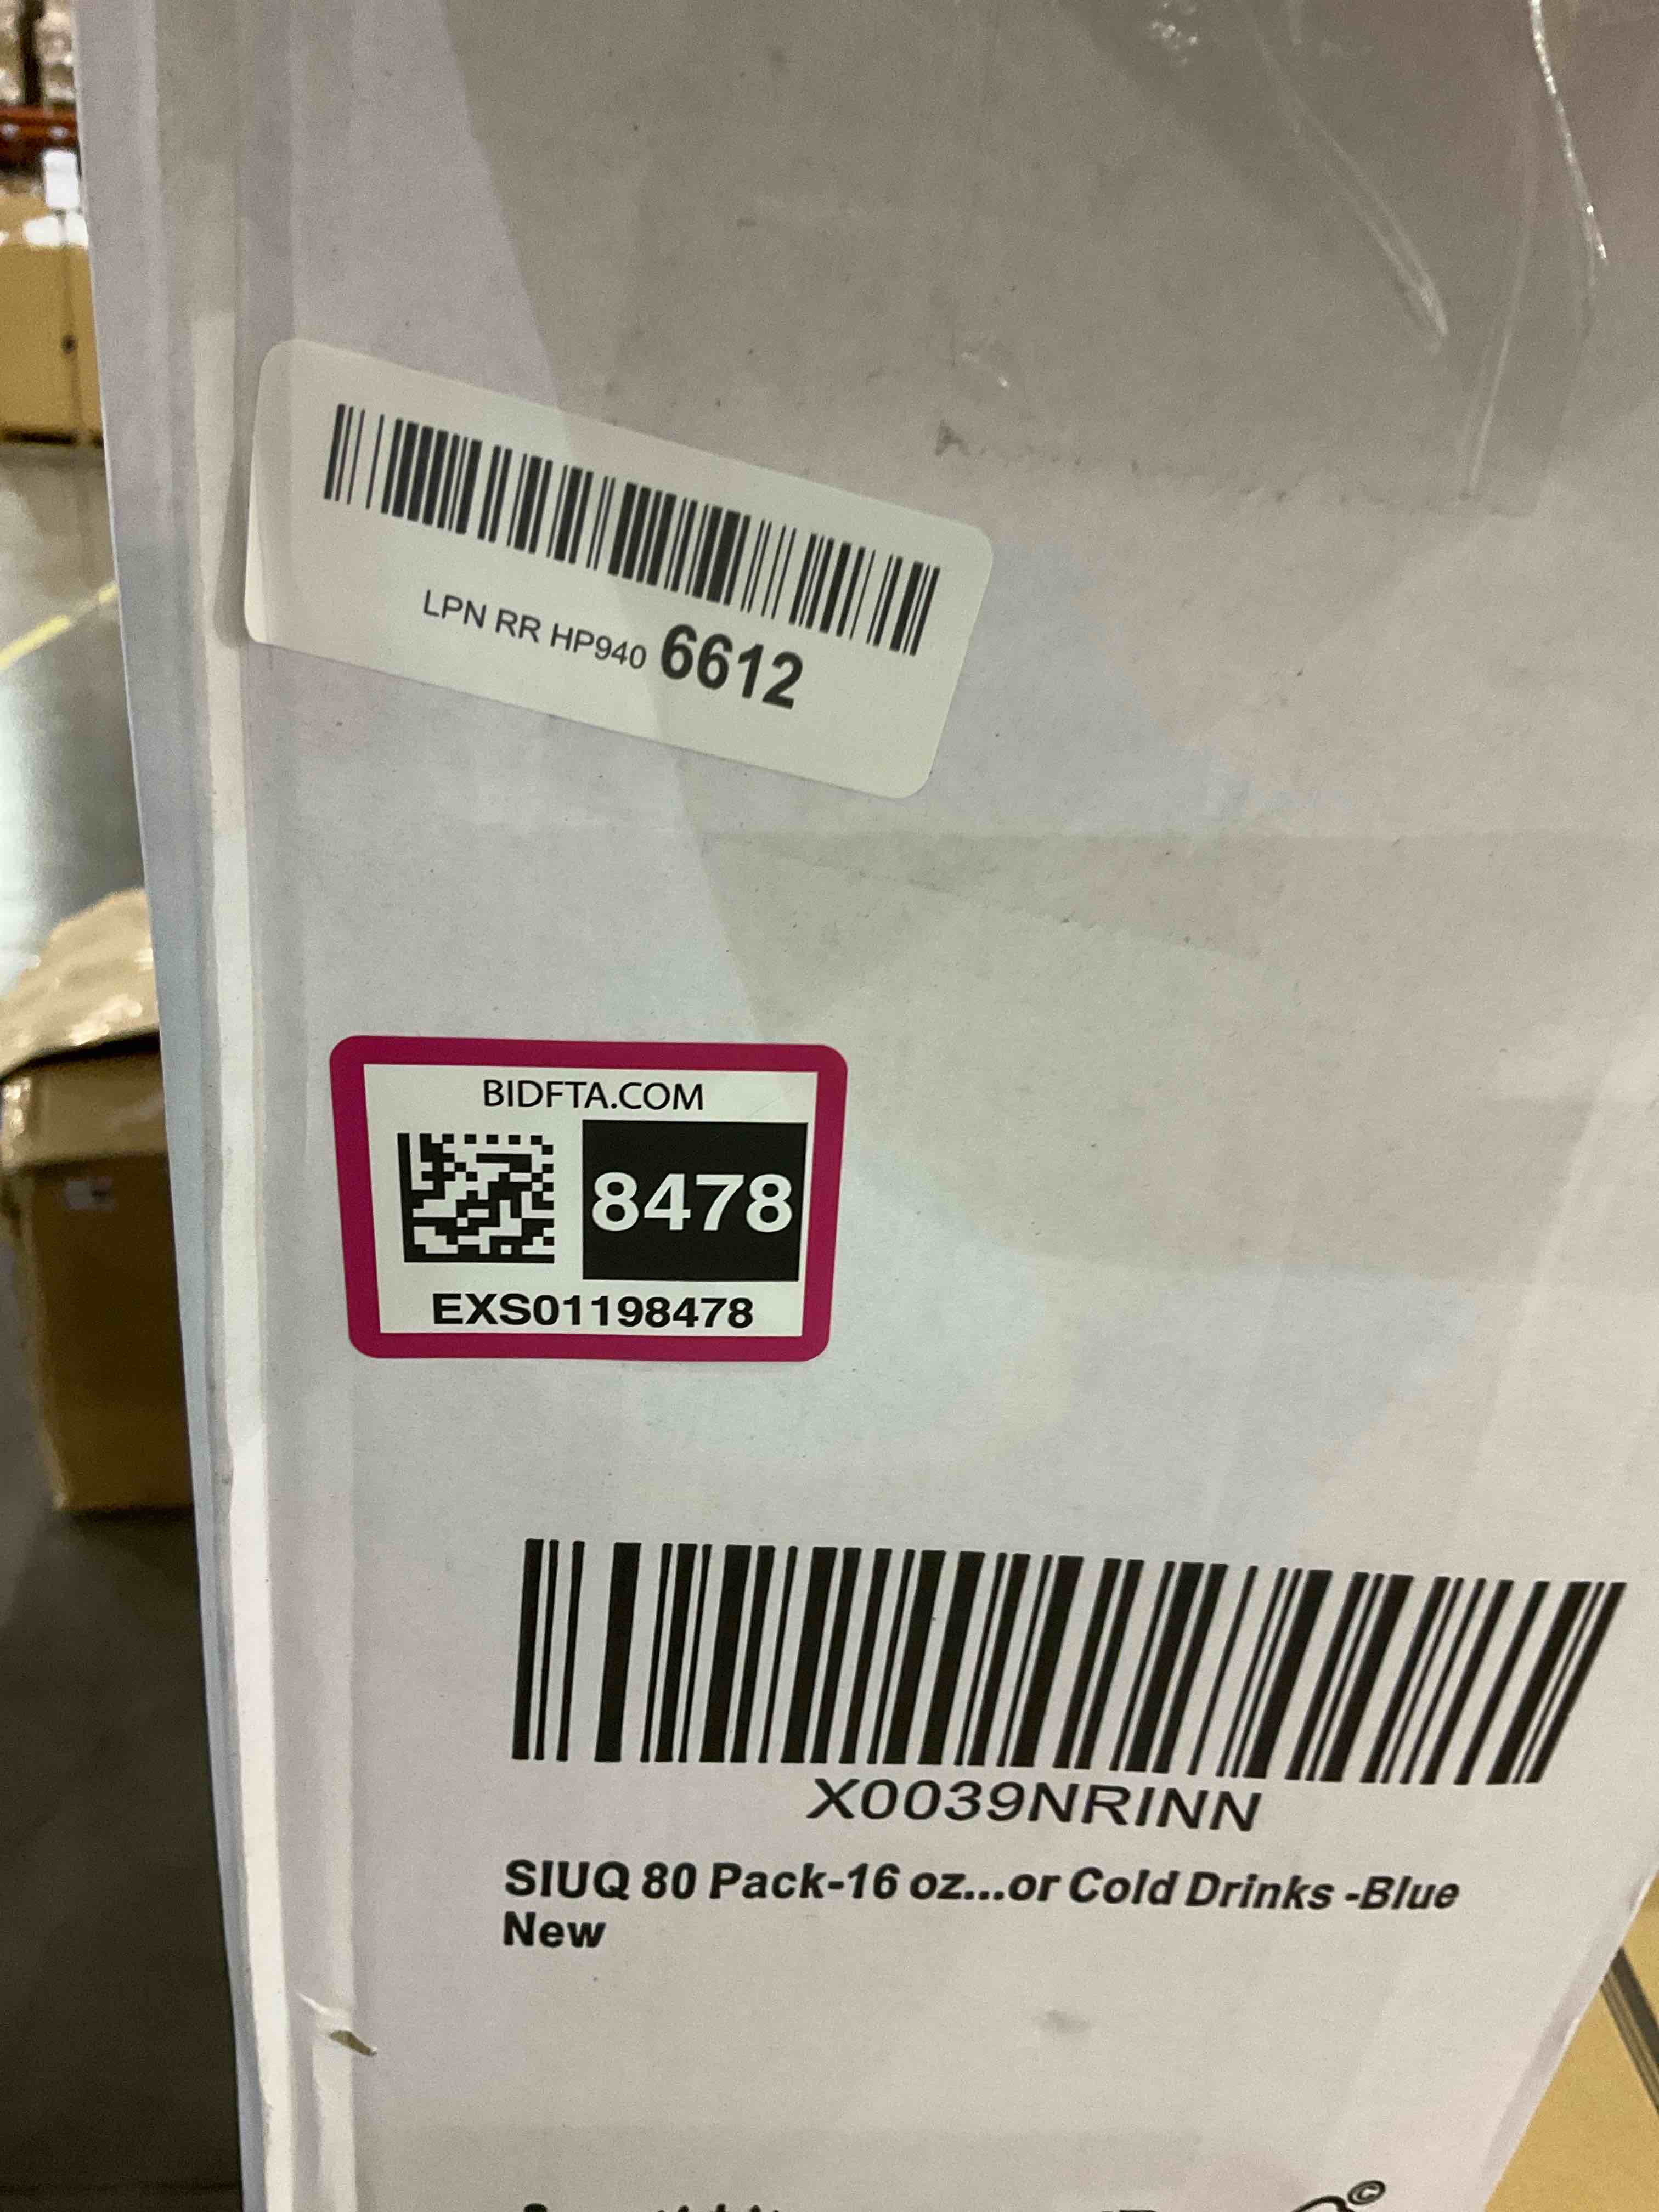 LPN RR HP940 6612
BIDFTA.COM
8478
EXS01198478
X0039NRINN
SIUQ 80 Pack-16 oz...or Cold Drinks -Blue
New
©